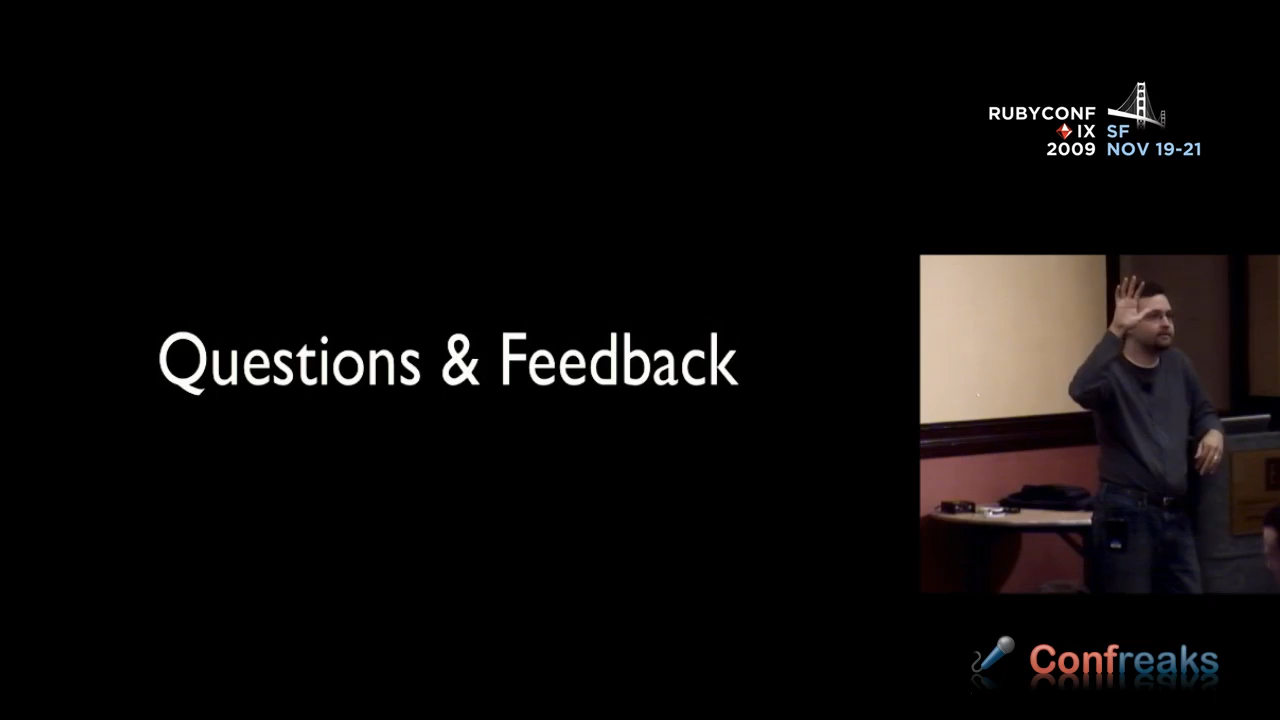 RUBYCONF
IX SF
2009 NOV 19-21
Questions & Feedback
Confreaks